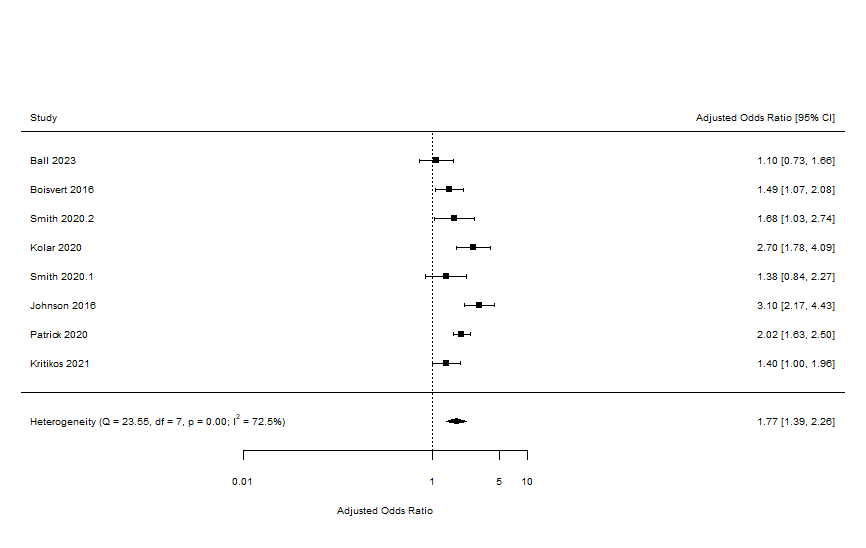 Study Adjusted Odds Ratio [95% CI]
Ball 2023 1.10 [0.73, 1.66]
Boisvert 2016 1.49 [1.07, 2.08]
Smith 2020.2 1.68 [1.03, 2.74]
Kolar 2020 2.70 [1.78, 4.09]
Smith 2020.1 1.38 [0.84, 2.27]
Johnson 2016 3.10 [2.17, 4.43]
Patrick 2020 2.02 [1.63, 2.50]
Kritikos 2021 1.40 [1.00, 1.96]
Heterogeneity (Q = 23.55, df = 7, p = 0.00; I² = 72.5%) 1.77 [1.39, 2.26]
0.01 1 5 10
Adjusted Odds Ratio